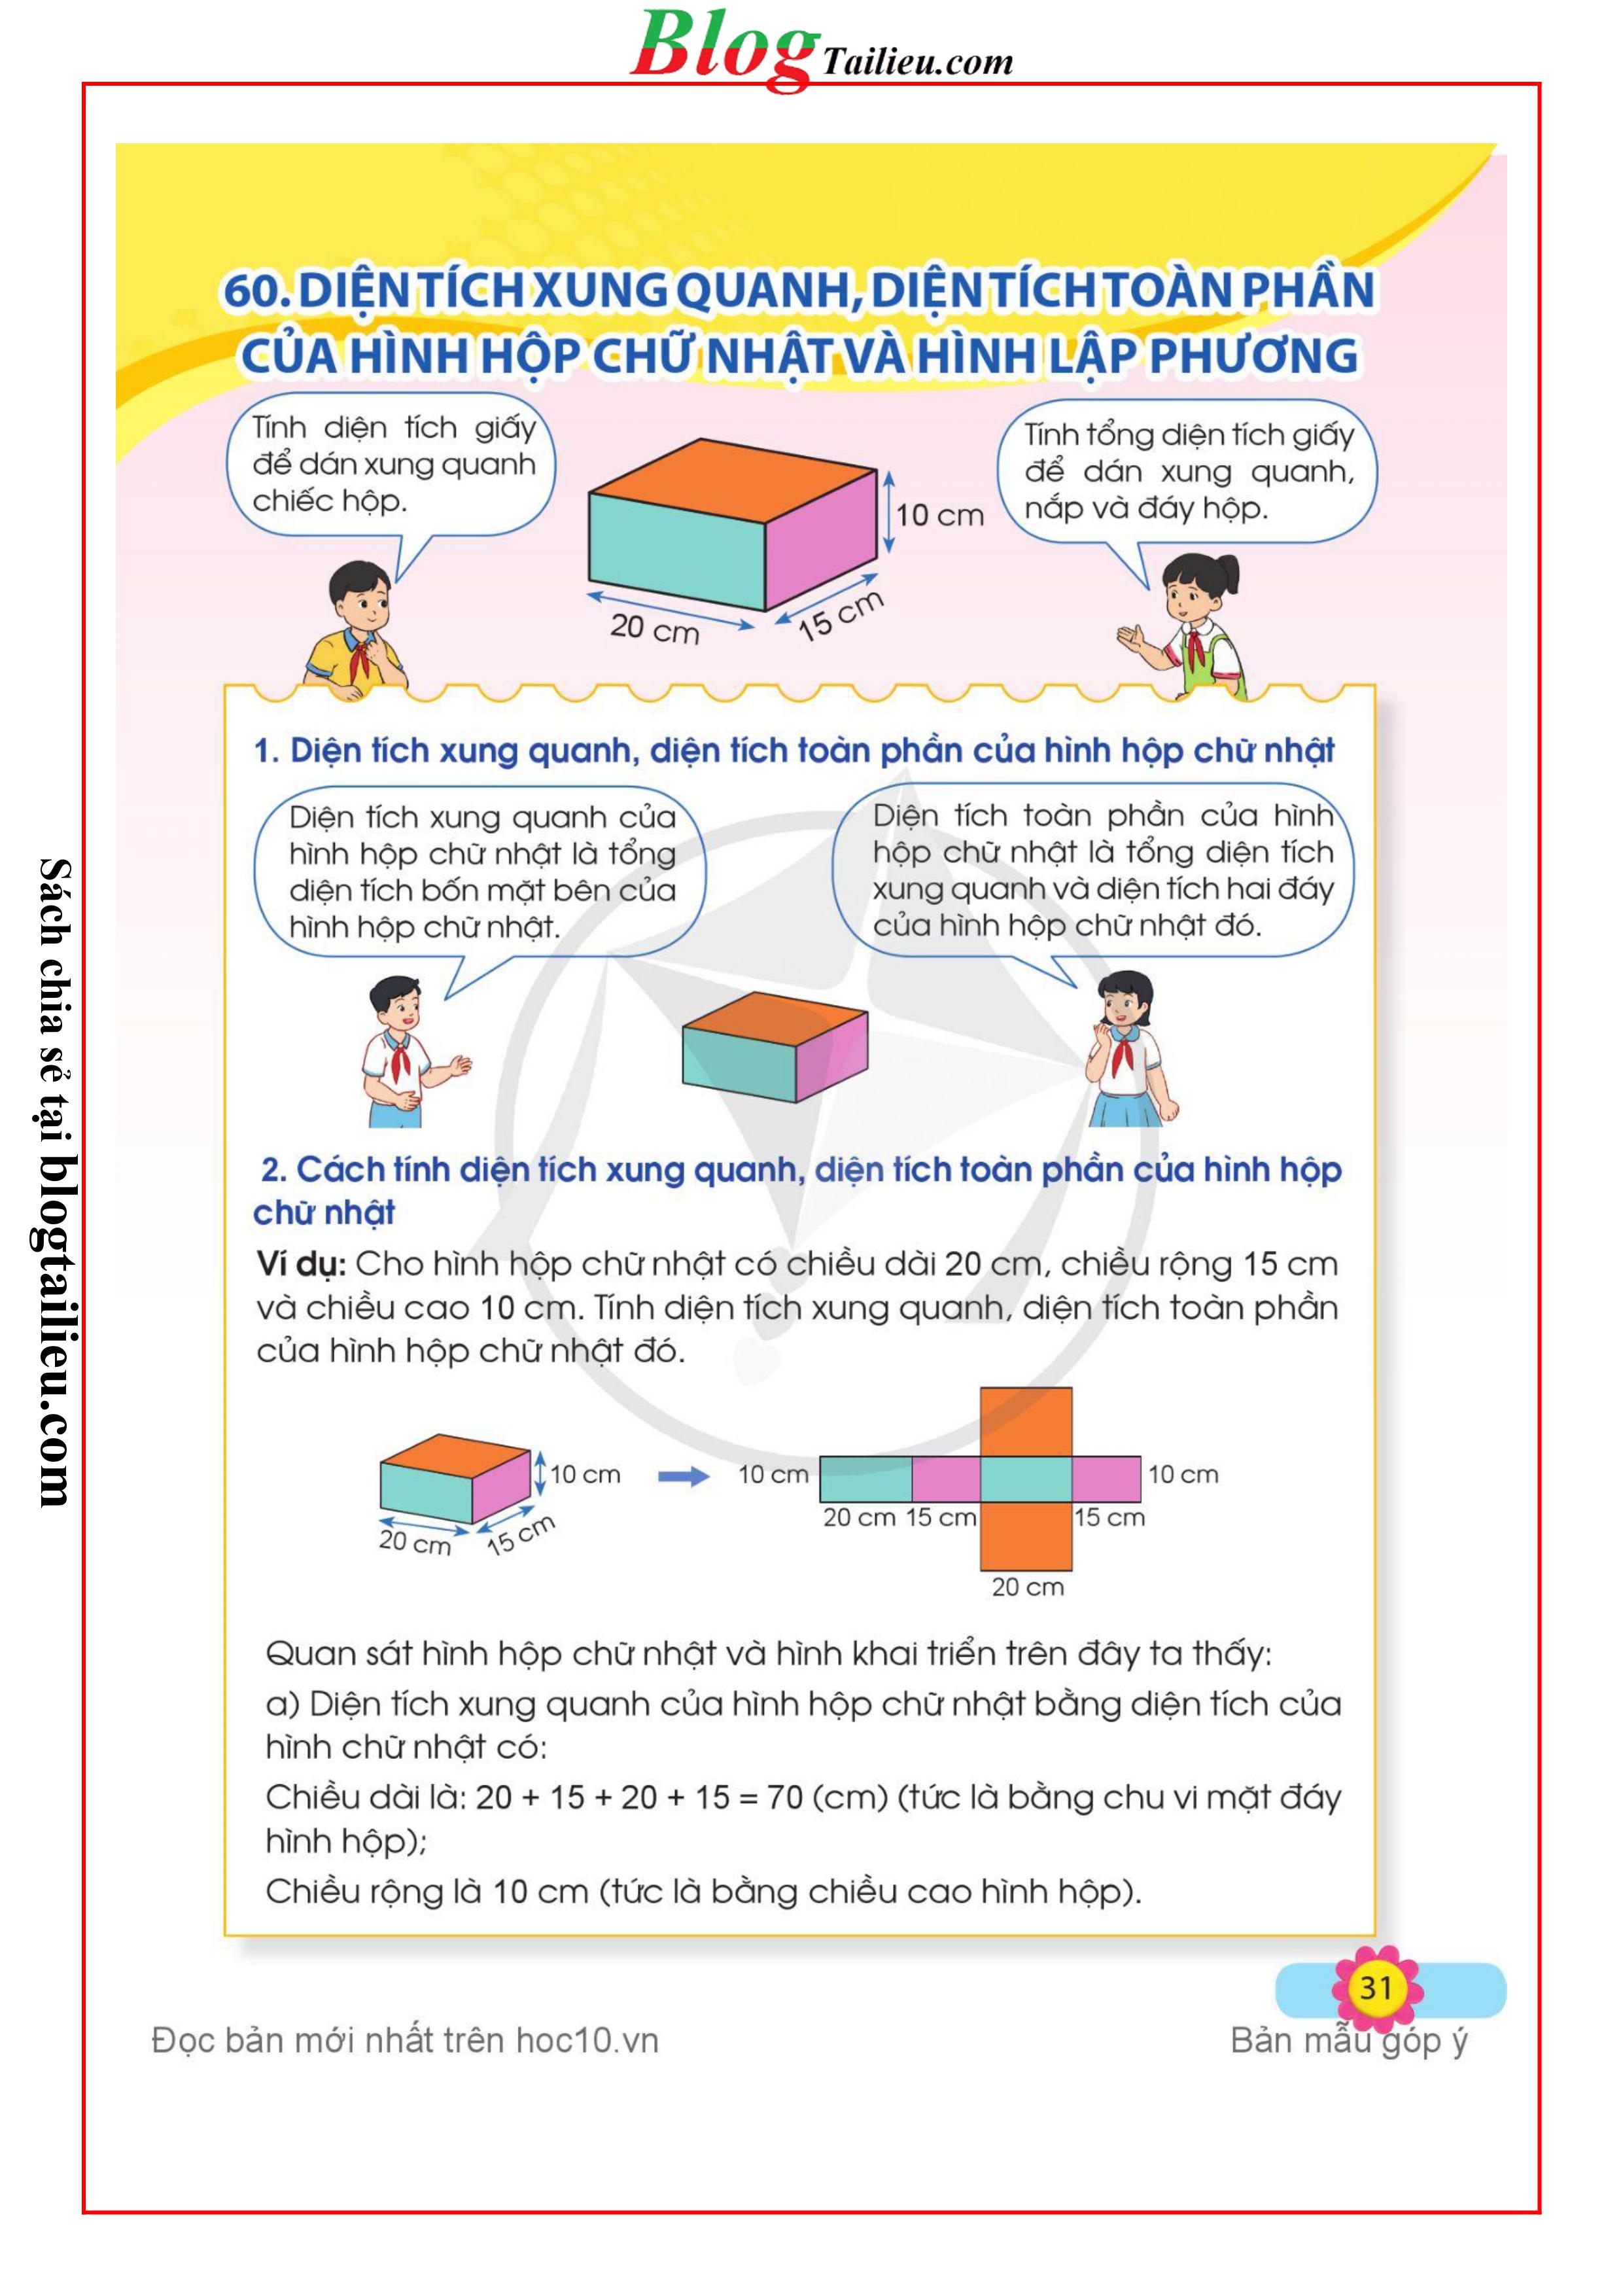 Blog Tailieu.com
60. DIỆN TÍCH XUNG QUANH, DIỆN TÍCH TOÀN PHẦN
CỦA HÌNH HỘP CHỮ NHẬT VÀ HÌNH LẬP PHƯƠNG
Tính diện tích giấy
để dán xung quanh
chiếc hộp.
10 cm
20 cm
15 cm
Tính tổng diện tích giấy
để dán xung quanh,
nắp và đáy hộp.
1. Diện tích xung quanh, diện tích toàn phần của hình hộp chữ nhật
Diện tích xung quanh của
hình hộp chữ nhật là tổng
diện tích bốn mặt bên của
hình hộp chữ nhật.
Diện tích toàn phần của hình
hộp chữ nhật là tổng diện tích
xung quanh và diện tích hai đáy
của hình hộp chữ nhật đó.
2. Cách tính diện tích xung quanh, diện tích toàn phần của hình hộp
chữ nhật
Ví dụ: Cho hình hộp chữ nhật có chiều dài 20 cm, chiều rộng 15 cm
và chiều cao 10 cm. Tính diện tích xung quanh, diện tích toàn phần
của hình hộp chữ nhật đó.
10 cm
20 cm
15 cm
10 cm
10 cm
20 cm 15 cm
15 cm
20 cm
Quan sát hình hộp chữ nhật và hình khai triển trên đây ta thấy:
a) Diện tích xung quanh của hình hộp chữ nhật bằng diện tích của
hình chữ nhật có:
Chiều dài là: 20 + 15 + 20 + 15 = 70 (cm) (tức là bằng chu vi mặt đáy
hình hộp);
Chiều rộng là 10 cm (tức là bằng chiều cao hình hộp).
31
Đọc bản mới nhất trên hoc10.vn
Bản mẫu góp ý
Sách chia sẻ tại blogtailieu.com